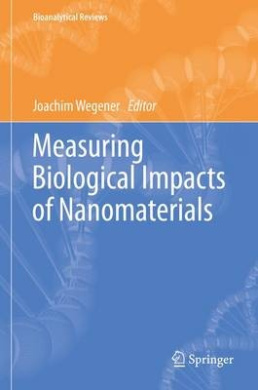 Bioanalytical Reviews
Joachim Wegener Editor
Measuring
Biological Impacts
of Nanomaterials
Springer